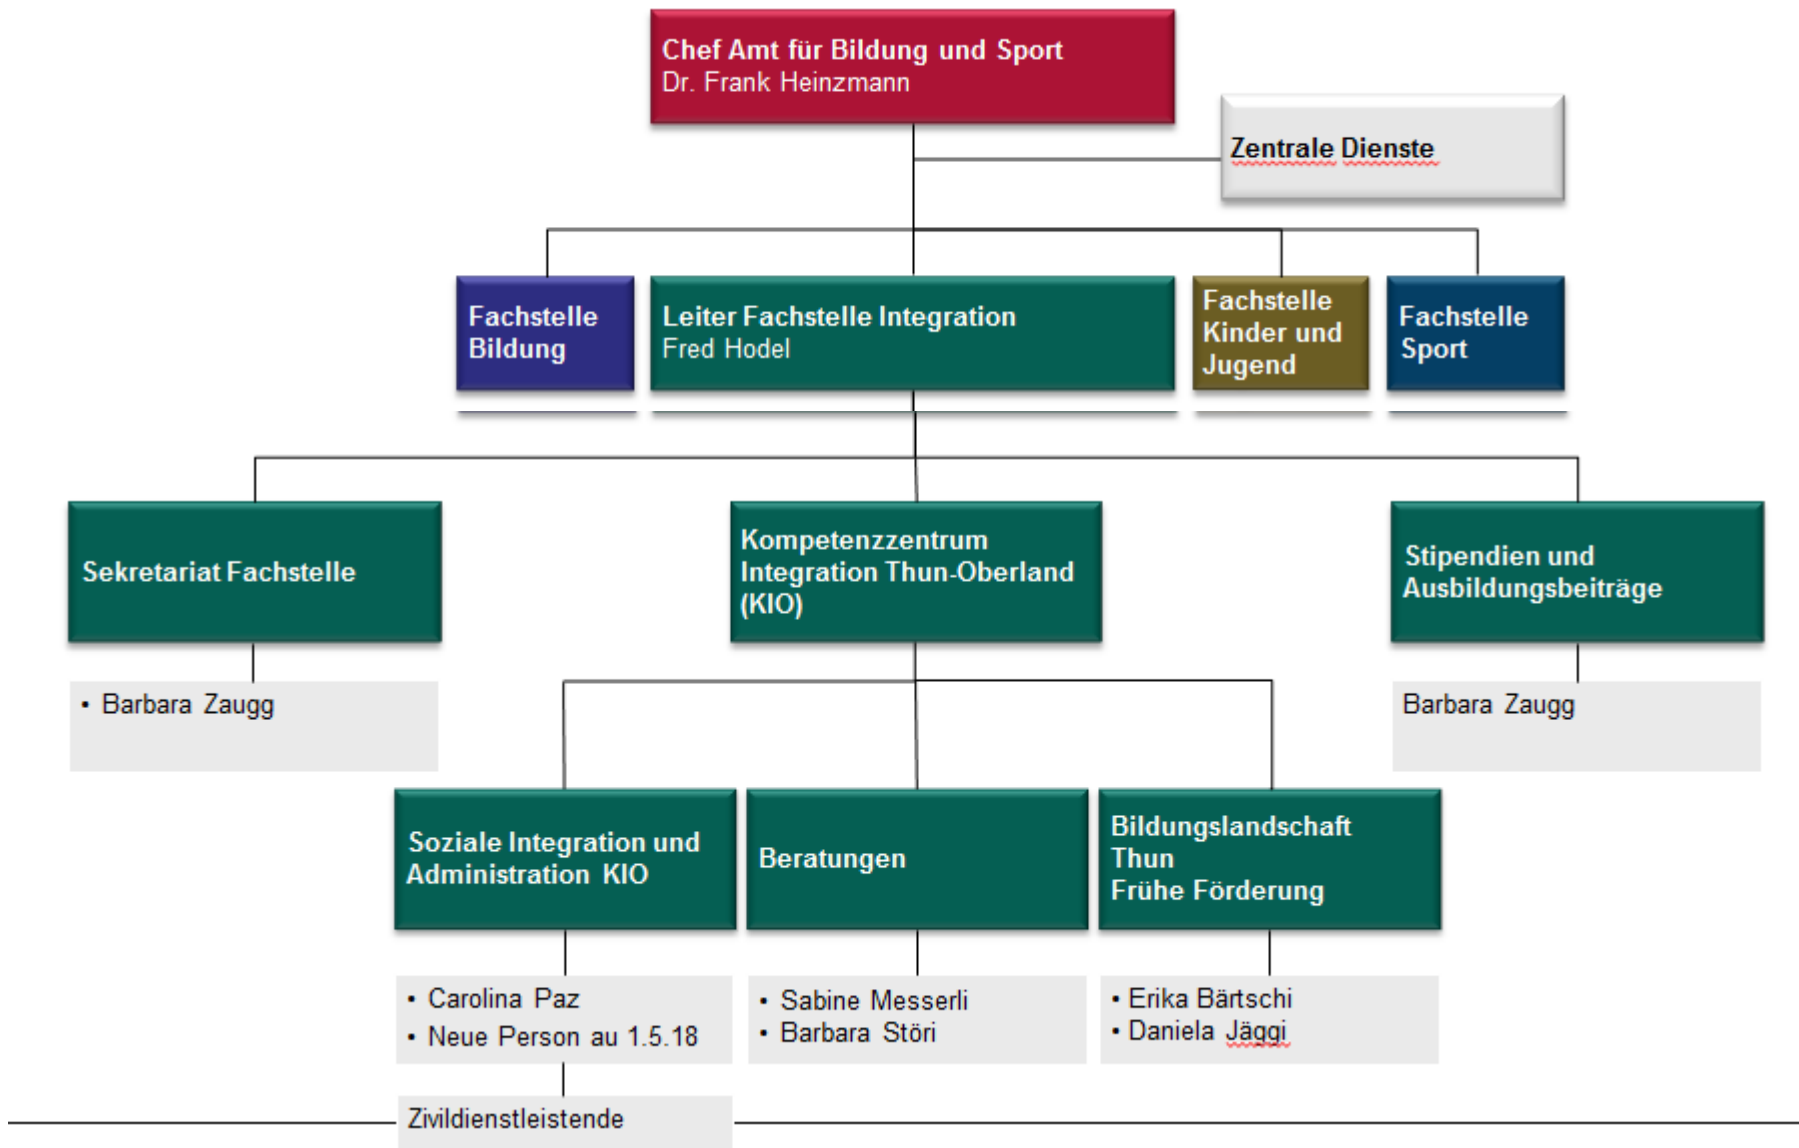 Chef Amt für Bildung und Sport
Dr. Frank Heinzmann
Zentrale Dienste
Fachstelle
Bildung
Leiter Fachstelle Integration
Fred Hodel
Fachstelle
Kinder und
Jugend
Fachstelle
Sport
Sekretariat Fachstelle
Kompetenzzentrum
Integration Thun-Oberland
(KIO)
Stipendien und
Ausbildungsbeiträge
• Barbara Zaugg
Barbara Zaugg
Soziale Integration und
Administration KIO
Beratungen
Bildungslandschaft
Thun
Frühe Förderung
• Carolina Paz
• Neue Person au 1.5.18
• Sabine Messerli
• Barbara Störi
• Erika Bärtschi
• Daniela Jäggi
Zivildienstleistende